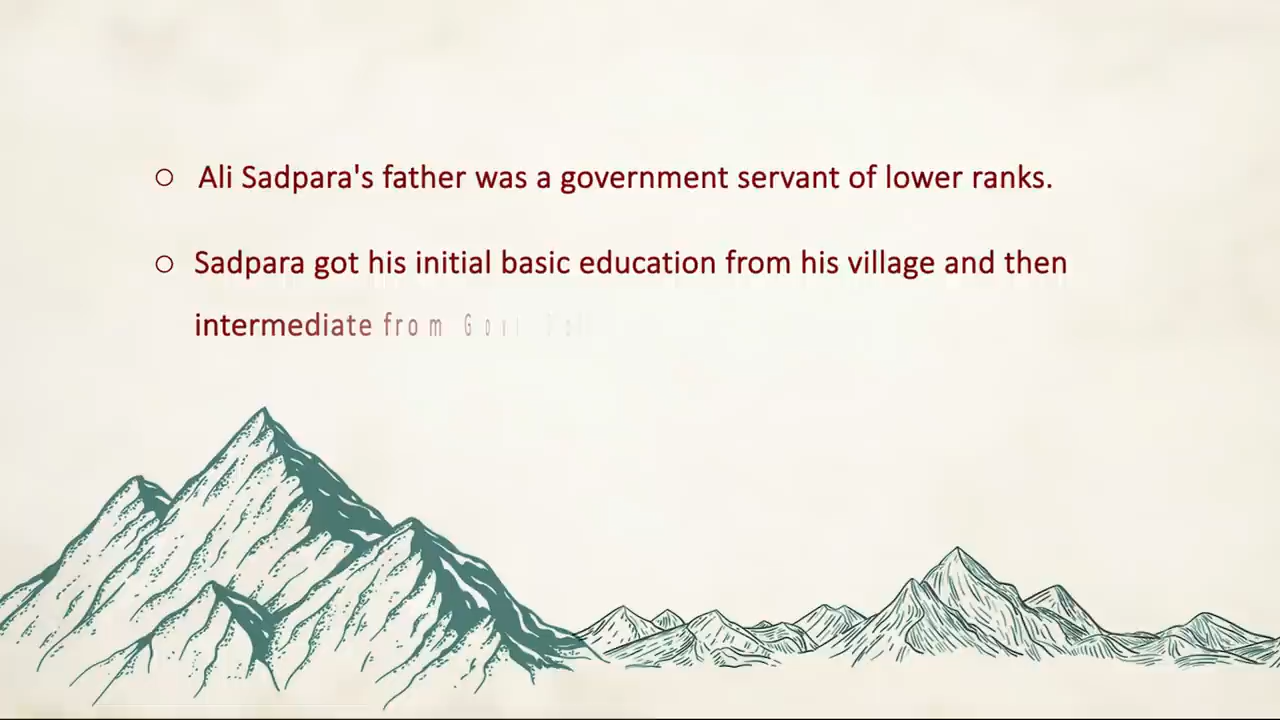 Ali Sadpara's father was a government servant of lower ranks.
Sadpara got his initial basic education from his village and then
intermediate from Govt